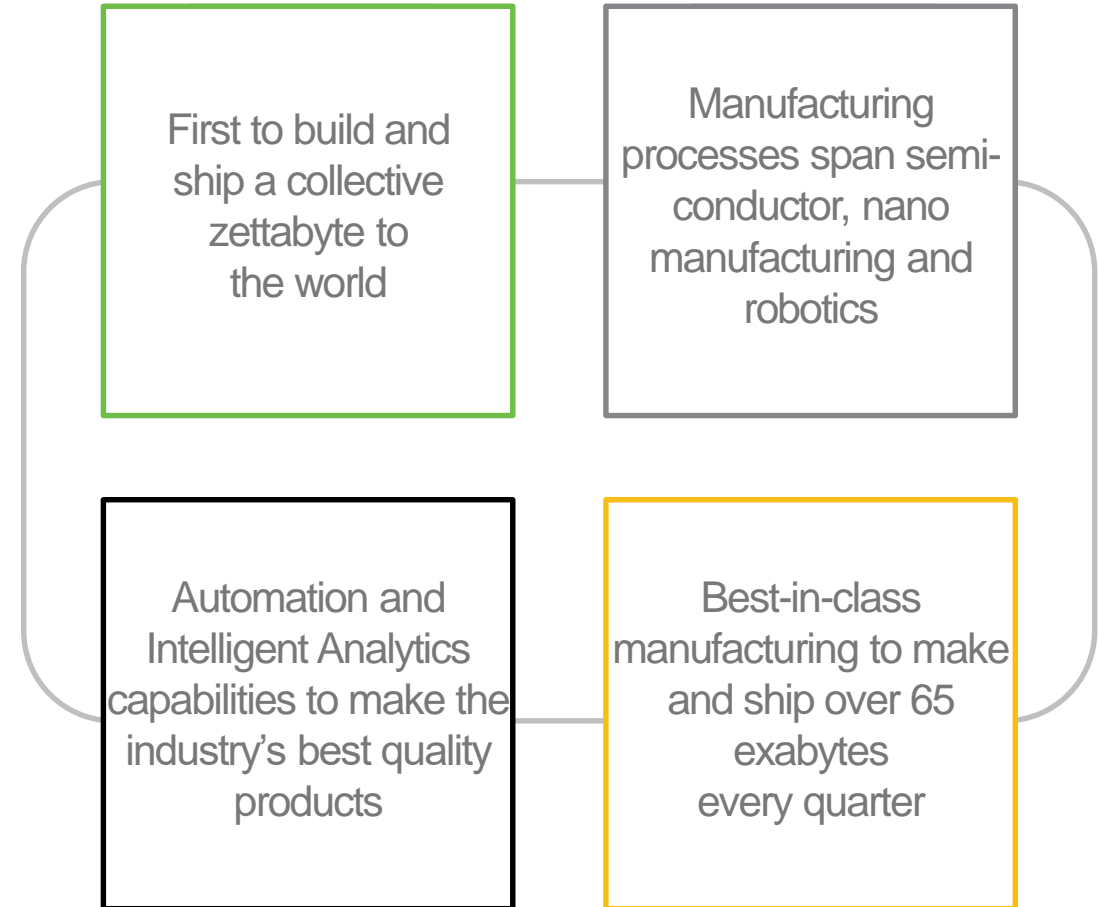 First to build and
ship a collective
zettabyte to
the world
Manufacturing
processes span semi-
conductor, nano
manufacturing and
robotics
Automation and
Intelligent Analytics
capabilities to make the
industry’s best quality
products
Best-in-class
manufacturing to make
and ship over 65
exabytes
every quarter